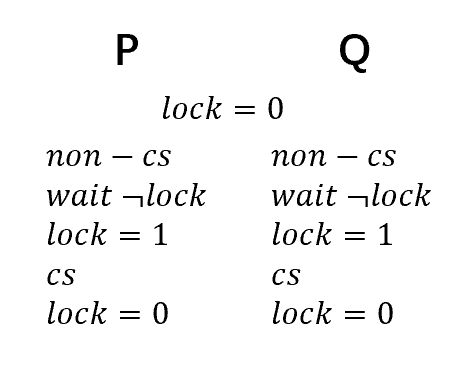 P Q
lock = 0
non − cs non − cs
wait ¬lock wait ¬lock
lock = 1 lock = 1
cs cs
lock = 0 lock = 0